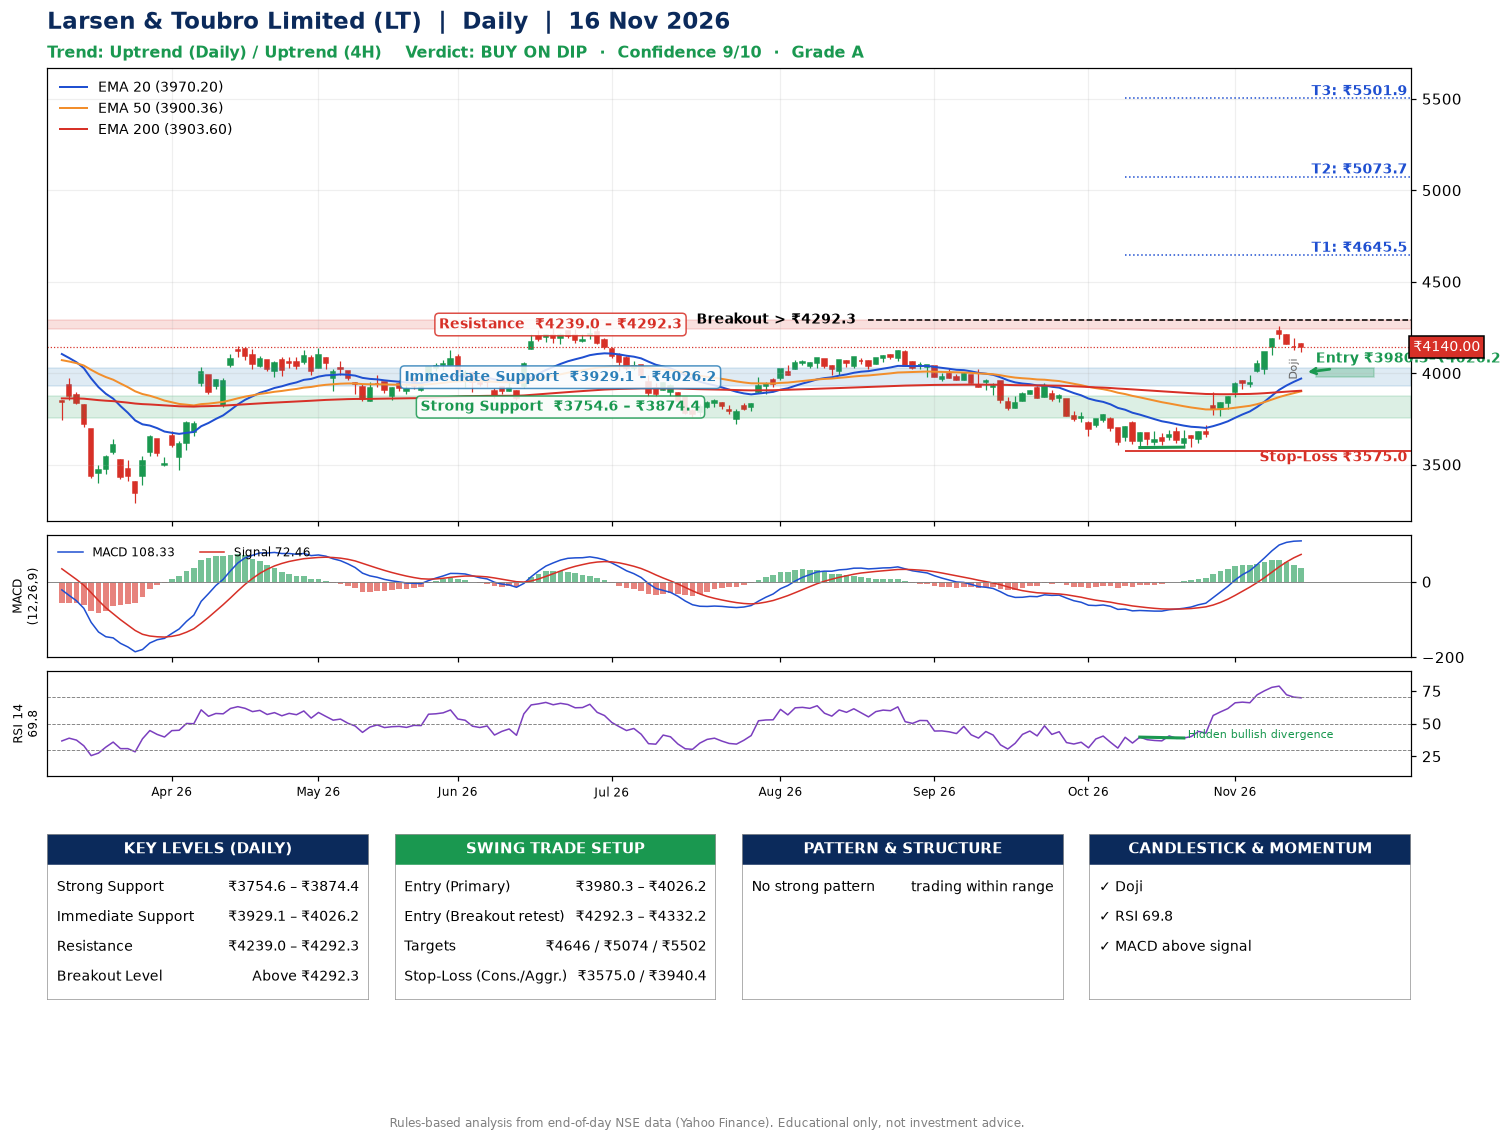 Larsen & Toubro Limited (LT)  |  Daily  |  16 Nov 2026
Trend: Uptrend (Daily) / Uptrend (4H)    Verdict: BUY ON DIP  ·  Confidence 9/10  ·  Grade A
EMA 20 (3970.20)
EMA 50 (3900.36)
EMA 200 (3903.60)
T3: ₹5501.9
5500
T2: ₹5073.7
5000
T1: ₹4645.5
4500
Resistance  ₹4239.0 – ₹4292.3
Breakout > ₹4292.3
₹4140.00
Entry ₹3980.3–₹4026.2
Doji
4000
Immediate Support  ₹3929.1 – ₹4026.2
Strong Support  ₹3754.6 – ₹3874.4
Stop-Loss ₹3575.0
3500
MACD 108.33
Signal 72.46
MACD
(12,26,9)
0
−200
RSI 14
69.8
75
50
25
Hidden bullish divergence
Apr 26
May 26
Jun 26
Jul 26
Aug 26
Sep 26
Oct 26
Nov 26
KEY LEVELS (DAILY)
Strong Support ₹3754.6 – ₹3874.4
Immediate Support ₹3929.1 – ₹4026.2
Resistance ₹4239.0 – ₹4292.3
Breakout Level Above ₹4292.3
SWING TRADE SETUP
Entry (Primary) ₹3980.3 – ₹4026.2
Entry (Breakout retest) ₹4292.3 – ₹4332.2
Targets ₹4646 / ₹5074 / ₹5502
Stop-Loss (Cons./Aggr.) ₹3575.0 / ₹3940.4
PATTERN & STRUCTURE
No strong pattern trading within range
CANDLESTICK & MOMENTUM
✓ Doji
✓ RSI 69.8
✓ MACD above signal
Rules-based analysis from end-of-day NSE data (Yahoo Finance). Educational only, not investment advice.